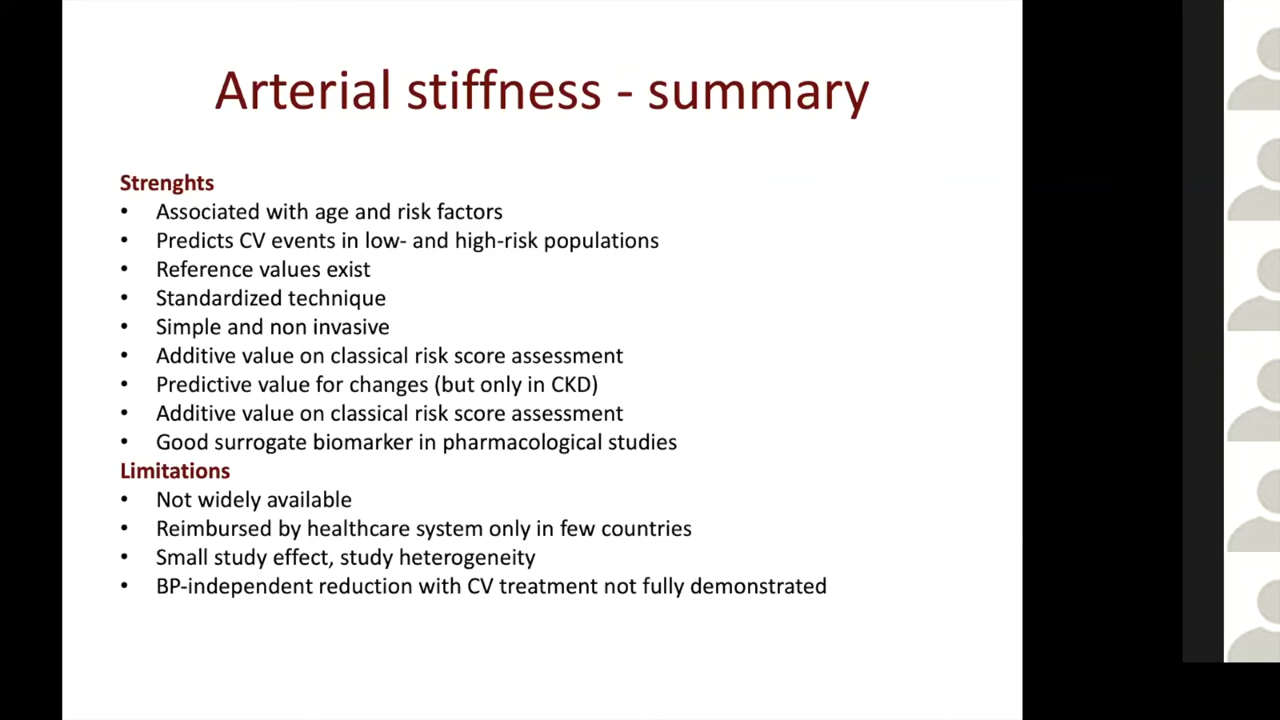 Arterial stiffness - summary
Strenghts
• Associated with age and risk factors
• Predicts CV events in low- and high-risk populations
• Reference values exist
• Standardized technique
• Simple and non invasive
• Additive value on classical risk score assessment
• Predictive value for changes (but only in CKD)
• Additive value on classical risk score assessment
• Good surrogate biomarker in pharmacological studies
Limitations
• Not widely available
• Reimbursed by healthcare system only in few countries
• Small study effect, study heterogeneity
• BP-independent reduction with CV treatment not fully demonstrated